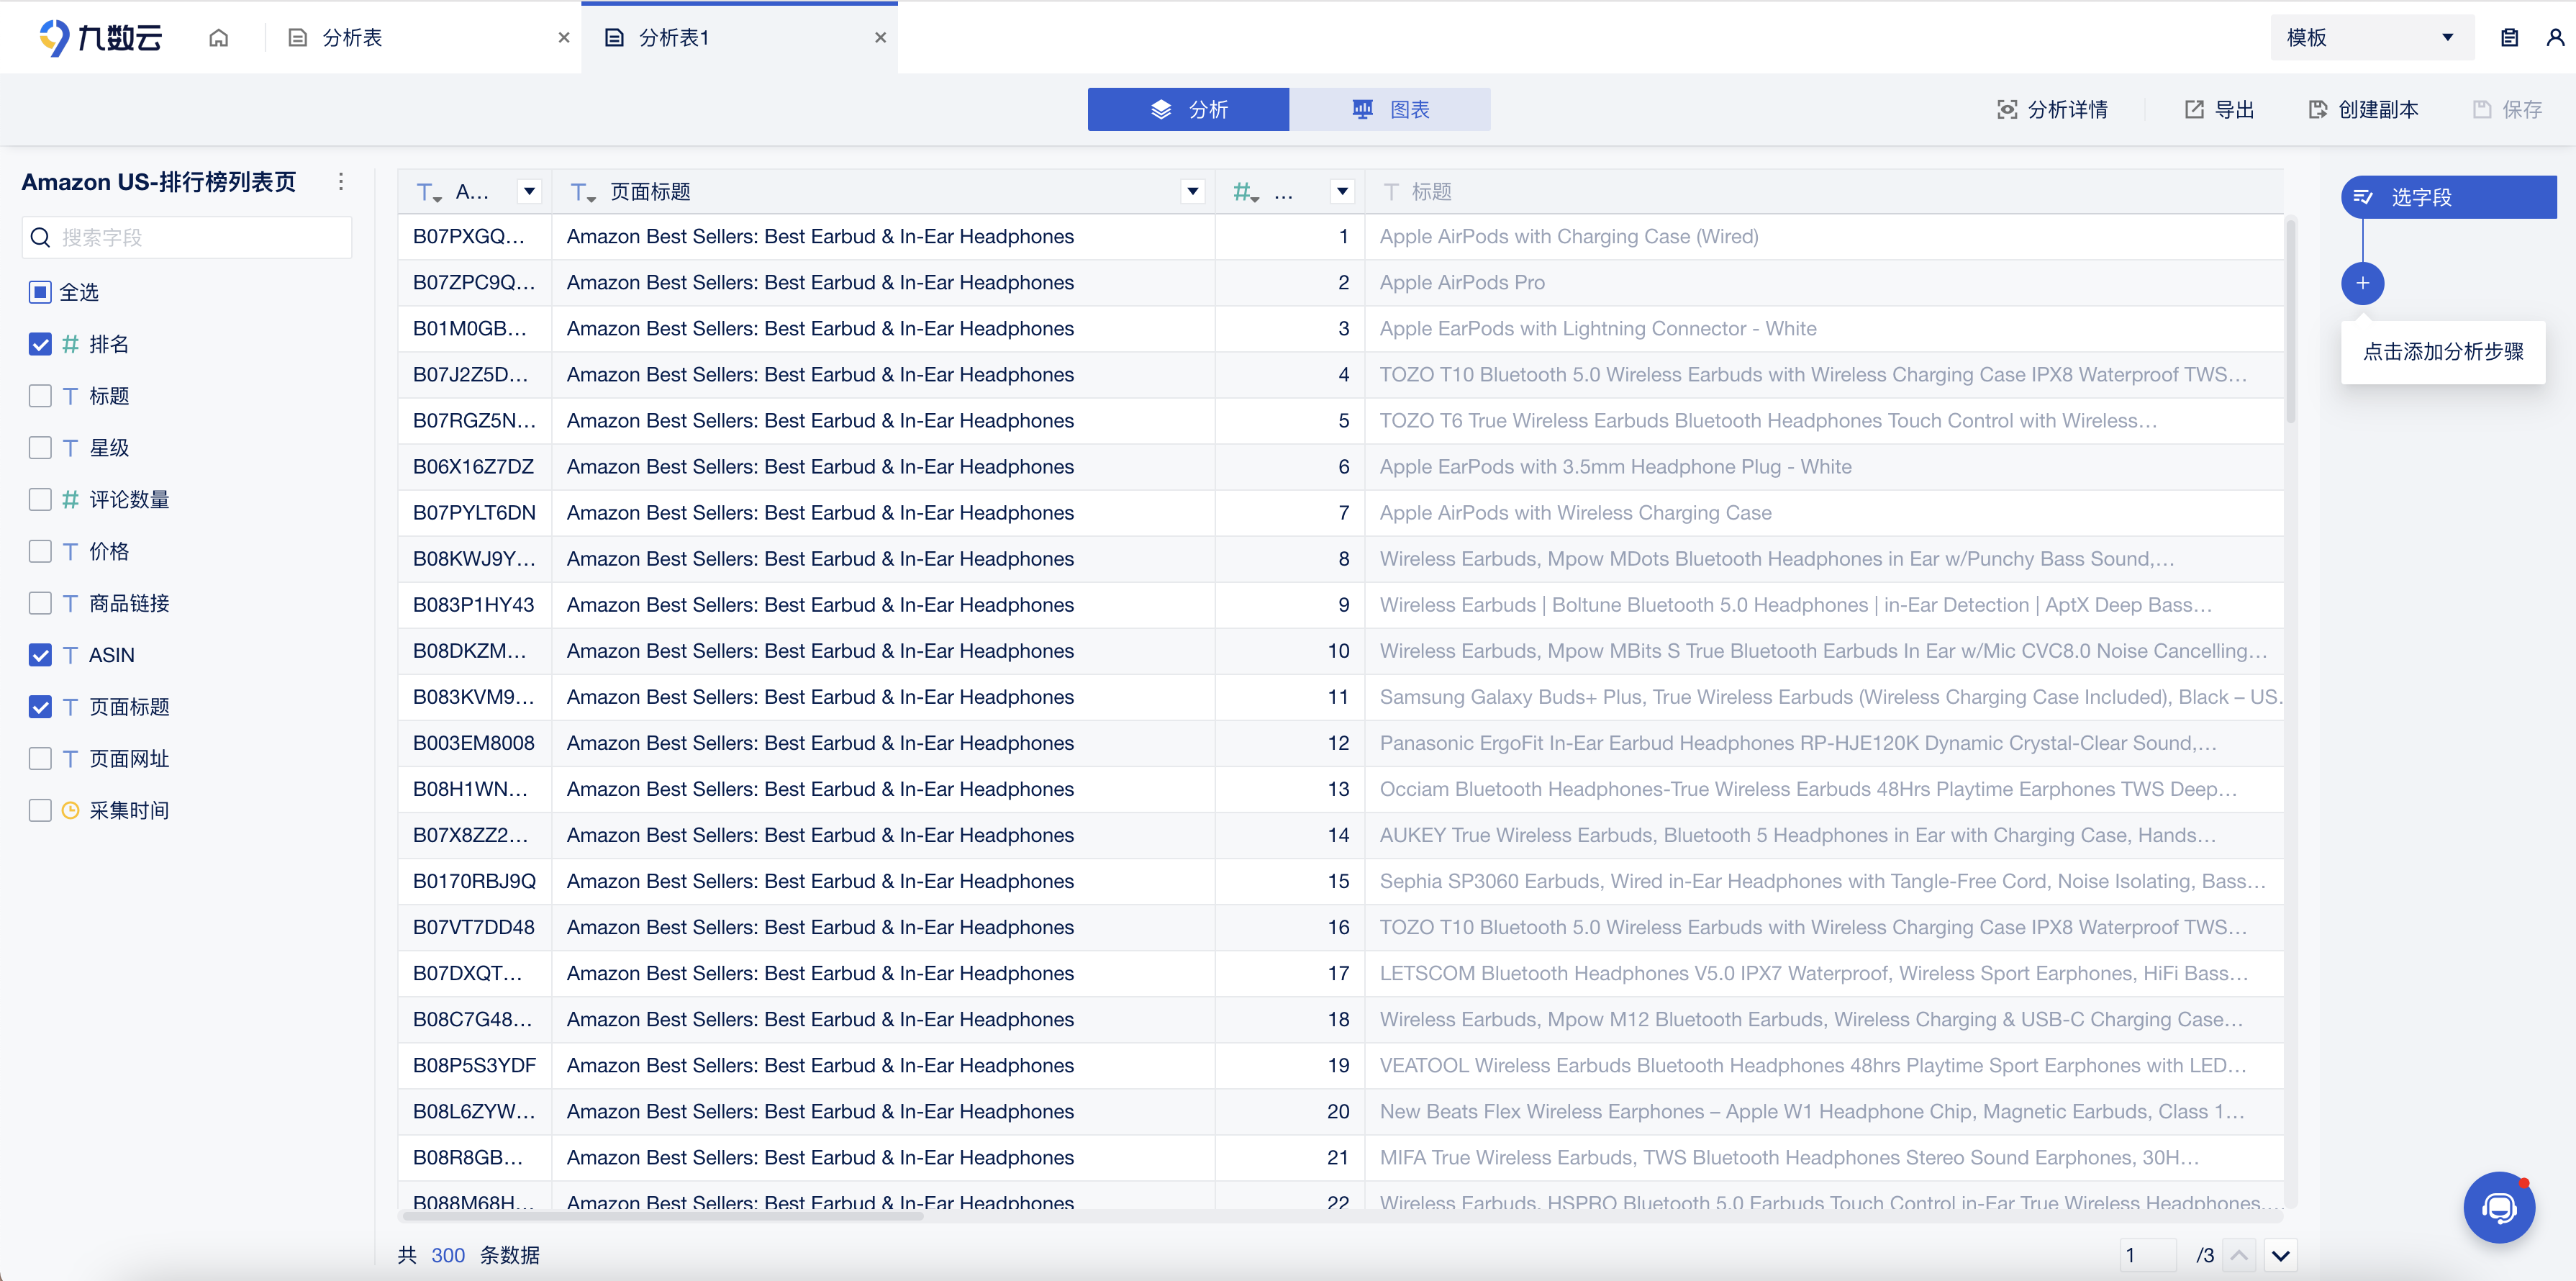 九数云 分析表 分析表1 模板
分析 图表 分析详情 导出 创建副本 保存
Amazon US-排行榜列表页
搜索字段
全选
# 排名
T 标题
T 星级
# 评论数量
T 价格
T 商品链接
T ASIN
T 页面标题
T 页面网址
采集时间
T A... T 页面标题 # ... T 标题
B07PXGQ... Amazon Best Sellers: Best Earbud & In-Ear Headphones 1 Apple AirPods with Charging Case (Wired)
B07ZPC9Q... Amazon Best Sellers: Best Earbud & In-Ear Headphones 2 Apple AirPods Pro
B01M0GB... Amazon Best Sellers: Best Earbud & In-Ear Headphones 3 Apple EarPods with Lightning Connector - White
B07J2Z5D... Amazon Best Sellers: Best Earbud & In-Ear Headphones 4 TOZO T10 Bluetooth 5.0 Wireless Earbuds with Wireless Charging Case IPX8 Waterproof TWS...
B07RGZ5N... Amazon Best Sellers: Best Earbud & In-Ear Headphones 5 TOZO T6 True Wireless Earbuds Bluetooth Headphones Touch Control with Wireless...
B06X16Z7DZ Amazon Best Sellers: Best Earbud & In-Ear Headphones 6 Apple EarPods with 3.5mm Headphone Plug - White
B07PYLT6DN Amazon Best Sellers: Best Earbud & In-Ear Headphones 7 Apple AirPods with Wireless Charging Case
B08KWJ9Y... Amazon Best Sellers: Best Earbud & In-Ear Headphones 8 Wireless Earbuds, Mpow MDots Bluetooth Headphones in Ear w/Punchy Bass Sound,...
B083P1HY43 Amazon Best Sellers: Best Earbud & In-Ear Headphones 9 Wireless Earbuds | Boltune Bluetooth 5.0 Headphones | in-Ear Detection | AptX Deep Bass...
B08DKZM... Amazon Best Sellers: Best Earbud & In-Ear Headphones 10 Wireless Earbuds, Mpow MBits S True Bluetooth Earbuds In Ear w/Mic CVC8.0 Noise Cancelling...
B083KVM9... Amazon Best Sellers: Best Earbud & In-Ear Headphones 11 Samsung Galaxy Buds+ Plus, True Wireless Earbuds (Wireless Charging Case Included), Black – US.
B003EM8008 Amazon Best Sellers: Best Earbud & In-Ear Headphones 12 Panasonic ErgoFit In-Ear Earbud Headphones RP-HJE120K Dynamic Crystal-Clear Sound,...
B08H1WN... Amazon Best Sellers: Best Earbud & In-Ear Headphones 13 Occiam Bluetooth Headphones-True Wireless Earbuds 48Hrs Playtime Earphones TWS Deep...
B07X8ZZ2... Amazon Best Sellers: Best Earbud & In-Ear Headphones 14 AUKEY True Wireless Earbuds, Bluetooth 5 Headphones in Ear with Charging Case, Hands...
B0170RBJ9Q Amazon Best Sellers: Best Earbud & In-Ear Headphones 15 Sephia SP3060 Earbuds, Wired in-Ear Headphones with Tangle-Free Cord, Noise Isolating, Bass...
B07VT7DD48 Amazon Best Sellers: Best Earbud & In-Ear Headphones 16 TOZO T10 Bluetooth 5.0 Wireless Earbuds with Wireless Charging Case IPX8 Waterproof TWS...
B07DXQT... Amazon Best Sellers: Best Earbud & In-Ear Headphones 17 LETSCOM Bluetooth Headphones V5.0 IPX7 Waterproof, Wireless Sport Earphones, HiFi Bass...
B08C7G48... Amazon Best Sellers: Best Earbud & In-Ear Headphones 18 Wireless Earbuds, Mpow M12 Bluetooth Earbuds, Wireless Charging & USB-C Charging Case...
B08P5S3YDF Amazon Best Sellers: Best Earbud & In-Ear Headphones 19 VEATOOL Wireless Earbuds Bluetooth Headphones 48hrs Playtime Sport Earphones with LED...
B08L6ZYW... Amazon Best Sellers: Best Earbud & In-Ear Headphones 20 New Beats Flex Wireless Earphones – Apple W1 Headphone Chip, Magnetic Earbuds, Class 1...
B08R8GB... Amazon Best Sellers: Best Earbud & In-Ear Headphones 21 MIFA True Wireless Earbuds, TWS Bluetooth Headphones Stereo Sound Earphones, 30H...
B088M68H... Amazon Best Sellers: Best Earbud & In-Ear Headphones 22 Wireless Earbuds, HSPRO Bluetooth 5.0 Earbuds Touch Control in-Ear True Wireless Headphones,...
共 300 条数据 1 /3
选字段
点击添加分析步骤